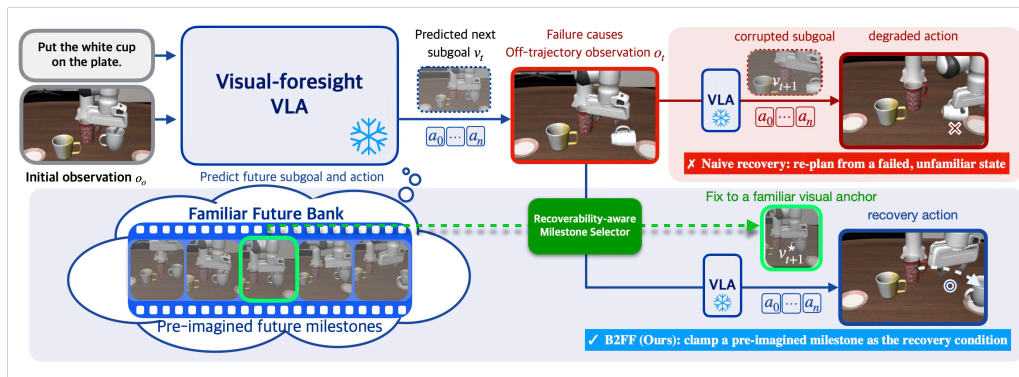 Put the white cup
on the plate.
Initial observation oₒ
Visual-foresight
VLA
Predict future subgoal and action
Predicted next
subgoal vₜ
a₀ ⋯ aₙ
Failure causes
Off-trajectory observation oₜ
corrupted subgoal
vₜ₊₁
VLA
a₀ ⋯ aₙ
degraded action
✗ Naive recovery: re-plan from a failed, unfamiliar state
Familiar Future Bank
Pre-imagined future milestones
Recoverability-aware
Milestone Selector
Fix to a familiar visual anchor
v⋆ₜ₊₁
VLA
a₀ ⋯ aₙ
recovery action
✓ B2FF (Ours): clamp a pre-imagined milestone as the recovery condition